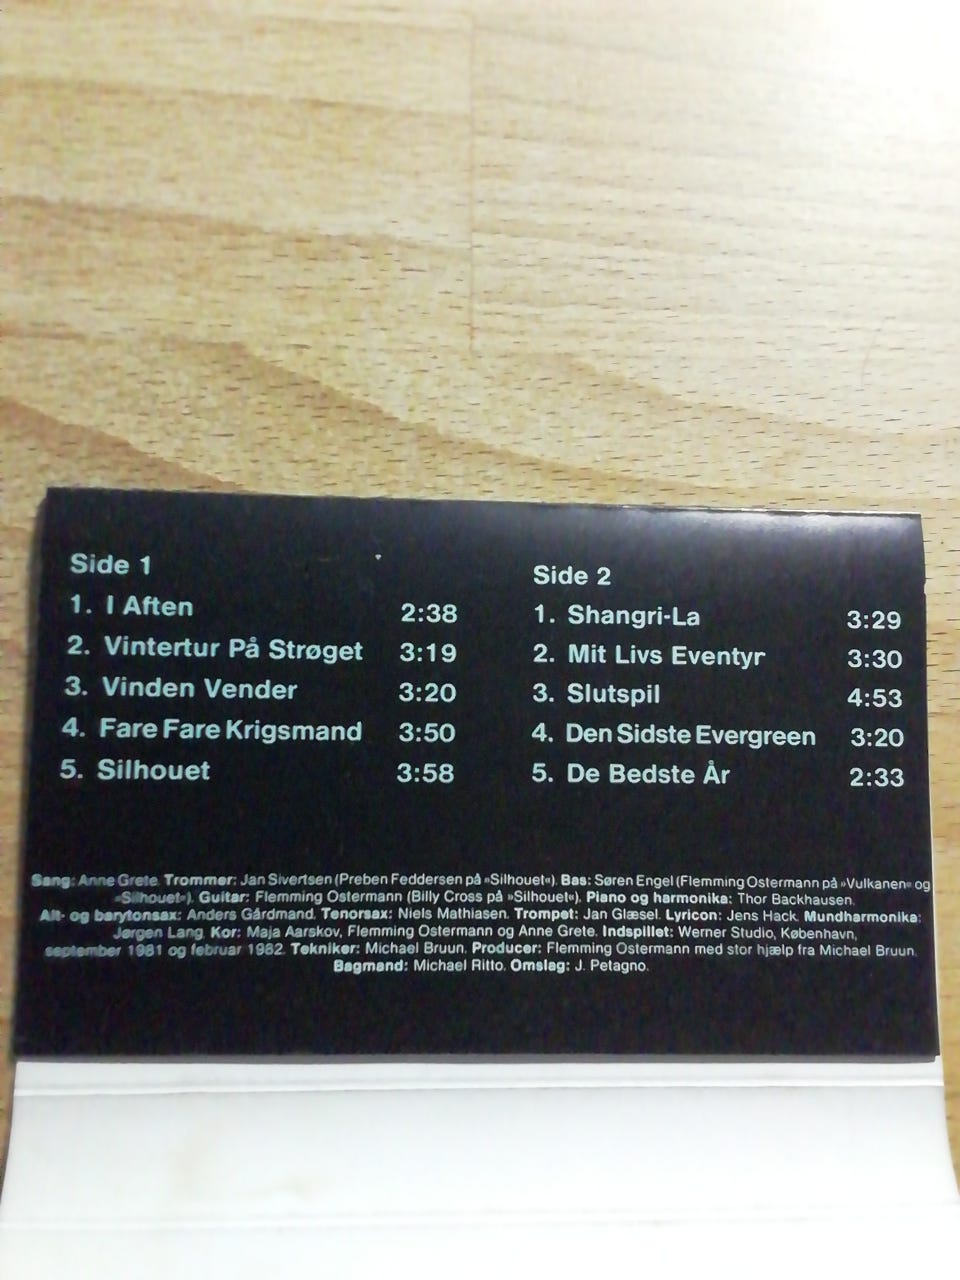 Side 1
1. I Aften 2:38
2. Vintertur På Strøget 3:19
3. Vinden Vender 3:20
4. Fare Fare Krigsmand 3:50
5. Silhouet 3:58
Side 2
1. Shangri-La 3:29
2. Mit Livs Eventyr 3:30
3. Slutspil 4:53
4. Den Sidste Evergreen 3:20
5. De Bedste År 2:33
Sang: Anne Grete. Trommer: Jan Sivertsen (Preben Feddersen på »Silhouet«). Bas: Søren Engel (Flemming Ostermann på »Vulkanen« og
»Silhouet«). Guitar: Flemming Ostermann (Billy Cross på »Silhouet«). Piano og harmonika: Thor Backhausen.
Alt- og barytonsax: Anders Gårdmand. Tenorsax: Niels Mathiasen. Trompet: Jan Glæsel. Lyricon: Jens Hack. Mundharmonika:
Jørgen Lang. Kor: Maja Aarskov, Flemming Ostermann og Anne Grete. Indspillet: Werner Studio, København,
september 1981 og februar 1982. Tekniker: Michael Bruun. Producer: Flemming Ostermann med stor hjælp fra Michael Bruun.
Bagmand: Michael Ritto. Omslag: J. Petagno.